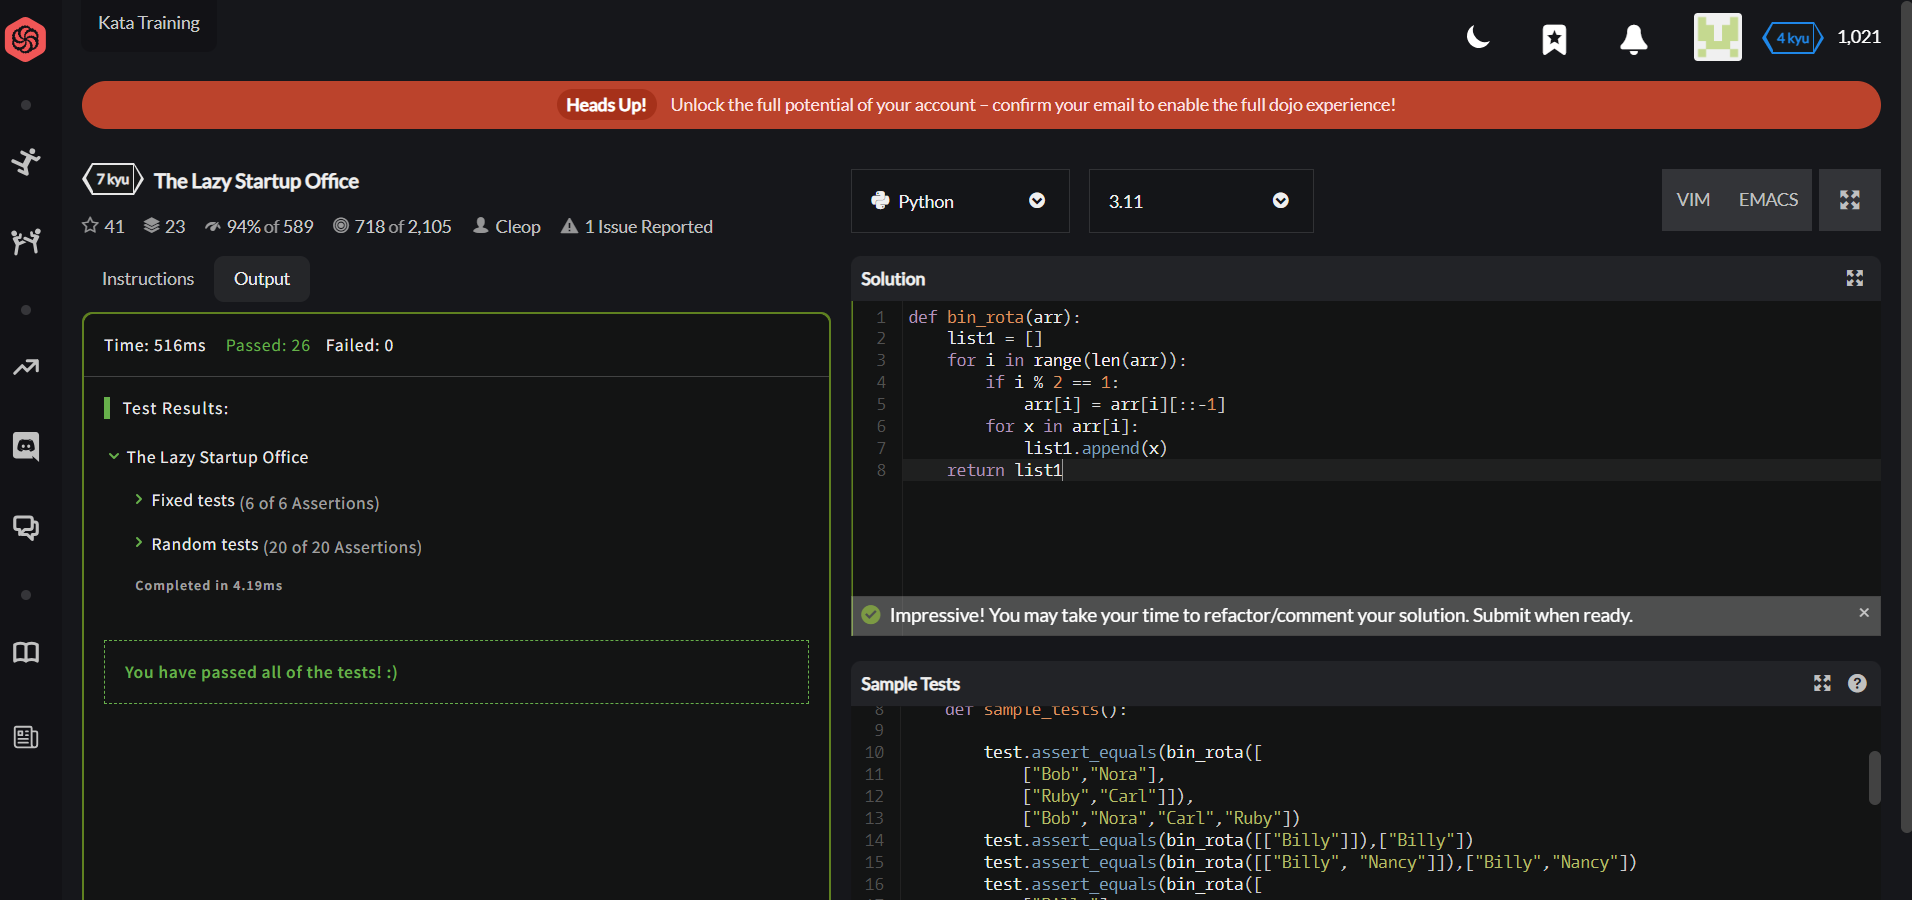 Kata Training
4 kyu 1,021
Heads Up! Unlock the full potential of your account – confirm your email to enable the full dojo experience!
7 kyu The Lazy Startup Office
41 23 94% of 589 718 of 2,105 Cleop 1 Issue Reported
Instructions Output
Time: 516ms Passed: 26 Failed: 0
Test Results:
The Lazy Startup Office
Fixed tests (6 of 6 Assertions)
Random tests (20 of 20 Assertions)
Completed in 4.19ms
You have passed all of the tests! :)
Python 3.11 VIM EMACS
Solution
1 def bin_rota(arr):
2     list1 = []
3     for i in range(len(arr)):
4         if i % 2 == 1:
5             arr[i] = arr[i][::-1]
6         for x in arr[i]:
7             list1.append(x)
8     return list1
Impressive! You may take your time to refactor/comment your solution. Submit when ready. ×
Sample Tests ?
8     def sample_tests():
9
10         test.assert_equals(bin_rota([
11             ["Bob","Nora"],
12             ["Ruby","Carl"]]),
13             ["Bob","Nora","Carl","Ruby"])
14         test.assert_equals(bin_rota([["Billy"]]),["Billy"])
15         test.assert_equals(bin_rota([["Billy", "Nancy"]]),["Billy","Nancy"])
16         test.assert_equals(bin_rota([